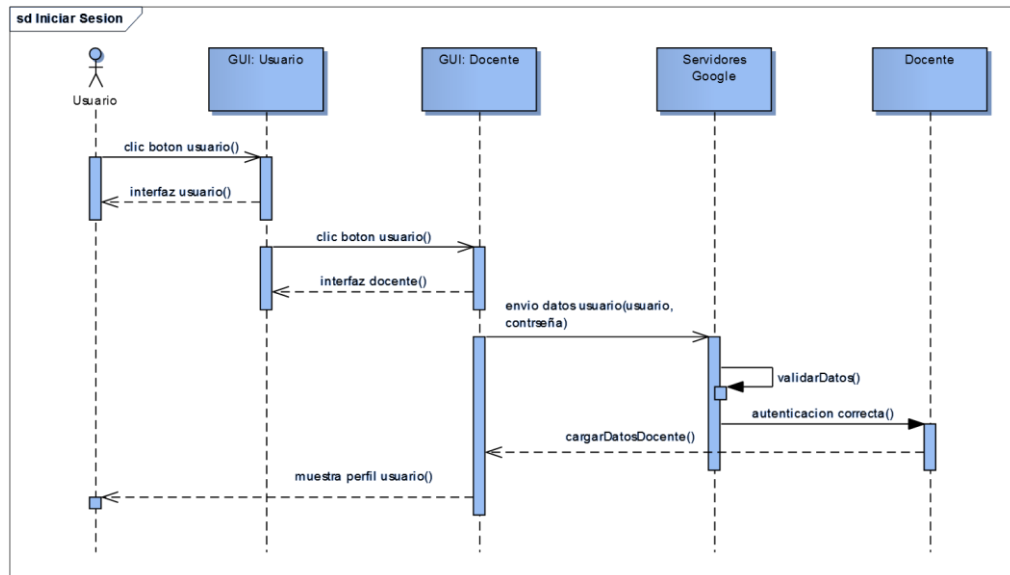 sd Iniciar Sesion
Usuario
GUI: Usuario
GUI: Docente
Servidores
Google
Docente
clic boton usuario()
interfaz usuario()
clic boton usuario()
interfaz docente()
envio datos usuario(usuario,
contrseña)
validarDatos()
autenticacion correcta()
cargarDatosDocente()
muestra perfil usuario()